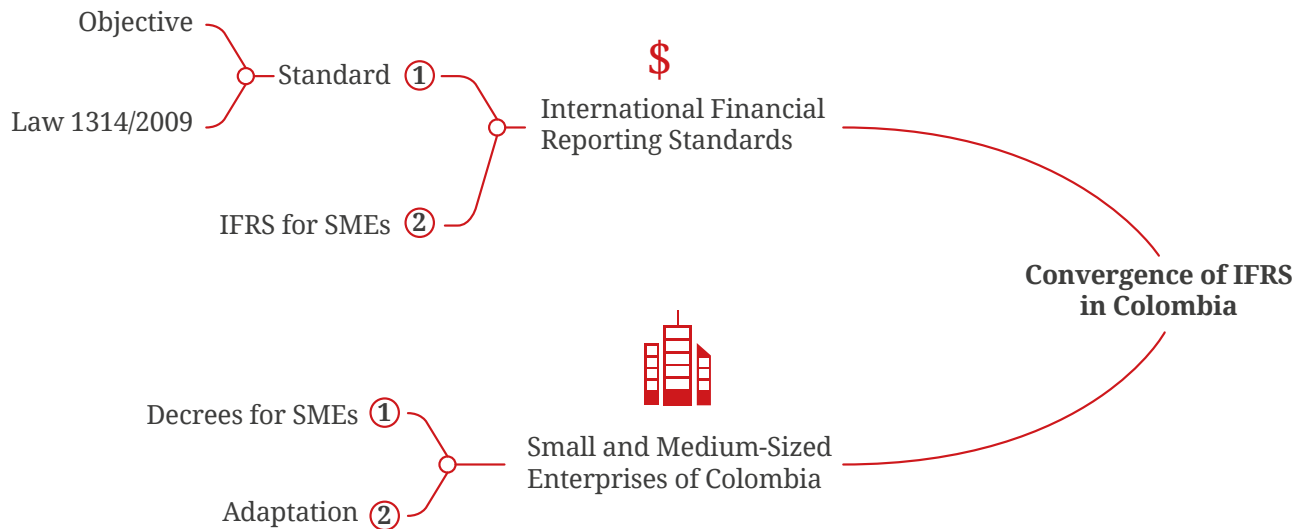 Objective
Standard 1
Law 1314/2009
IFRS for SMEs 2
$
International Financial
Reporting Standards
Convergence of IFRS
in Colombia
Decrees for SMEs 1
Adaptation 2
Small and Medium-Sized
Enterprises of Colombia